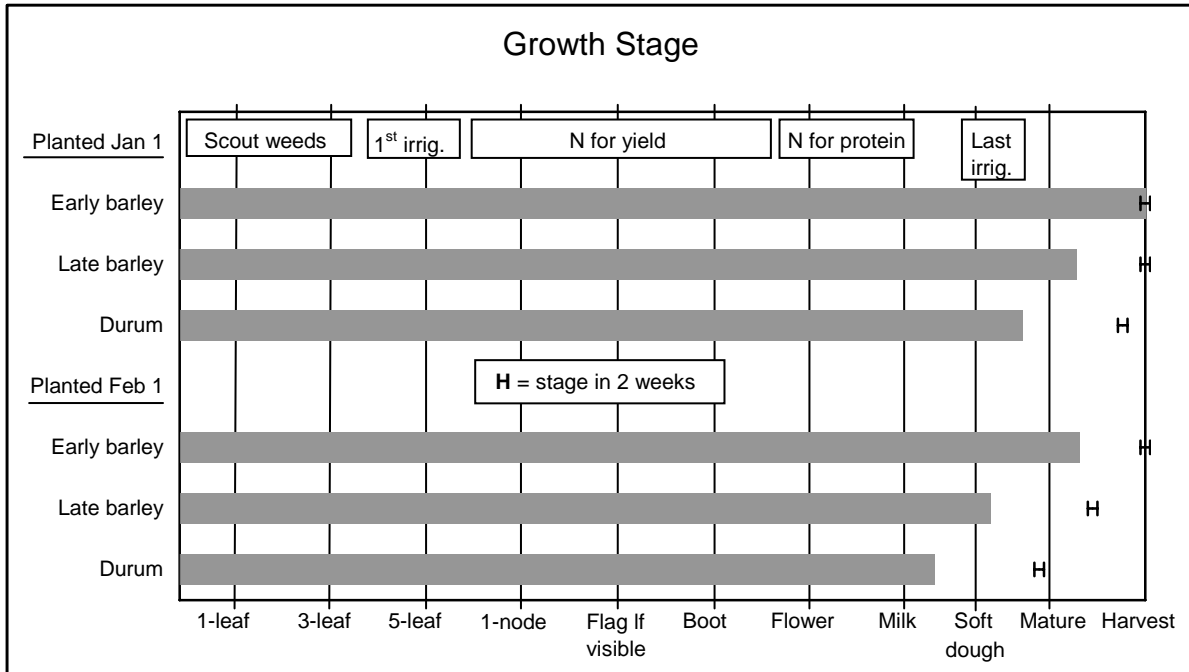 Growth Stage
Planted Jan 1
Scout weeds
1st irrig.
N for yield
N for protein
Last
irrig.
Early barley
H
Late barley
H
Durum
H
Planted Feb 1
H = stage in 2 weeks
Early barley
H
Late barley
H
Durum
H
1-leaf 3-leaf 5-leaf 1-node Flag lf Boot Flower Milk Soft Mature Harvest
visible dough